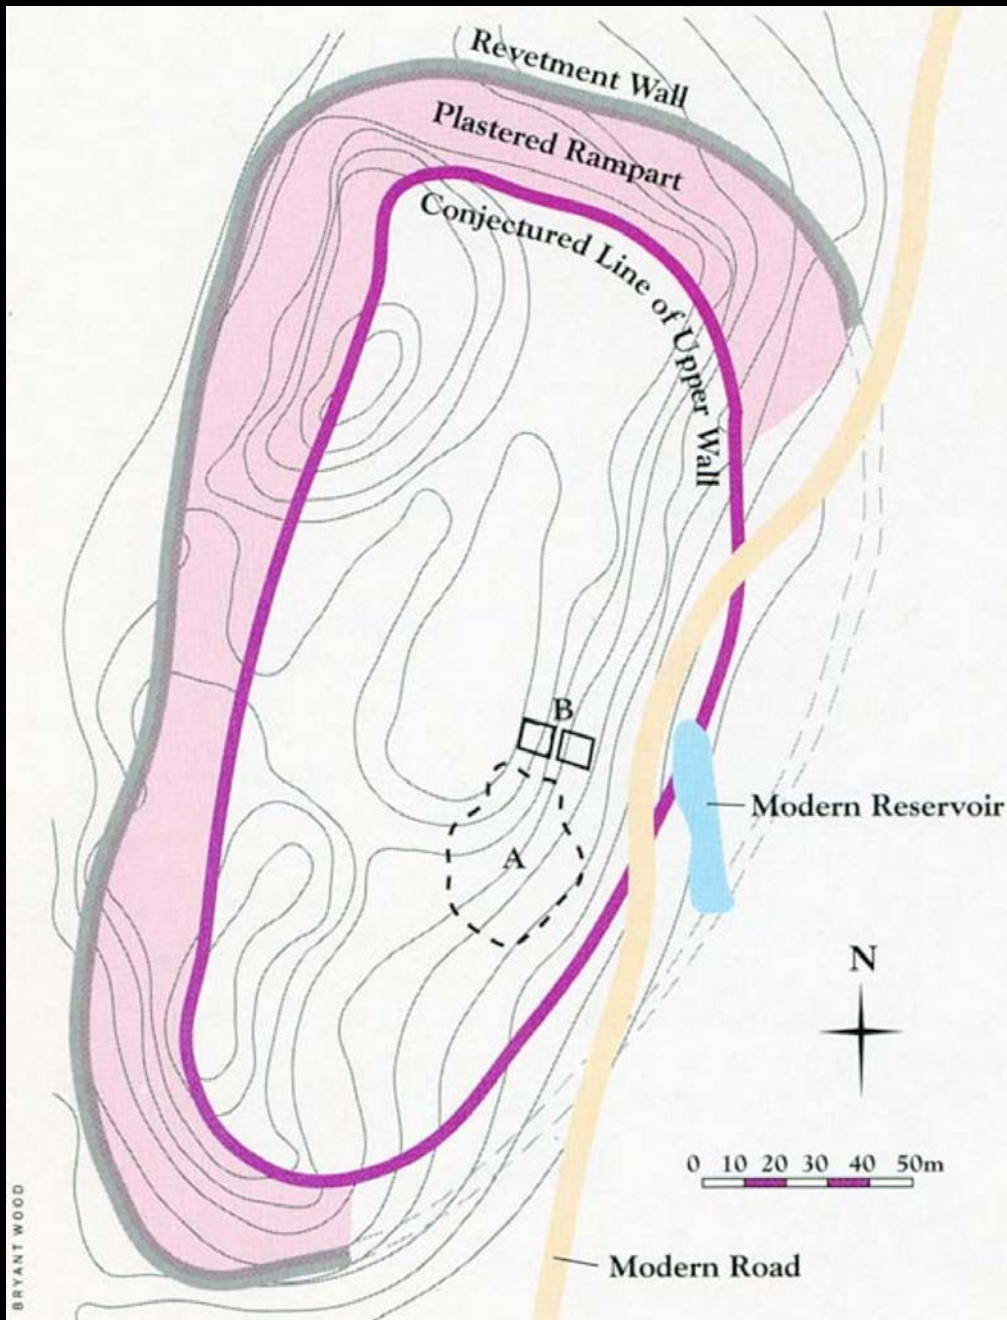 Revetment Wall
Plastered Rampart
Conjectured Line of Upper Wall
B
Modern Reservoir
A
N
0 10 20 30 40 50m
Modern Road
BRYANT WOOD